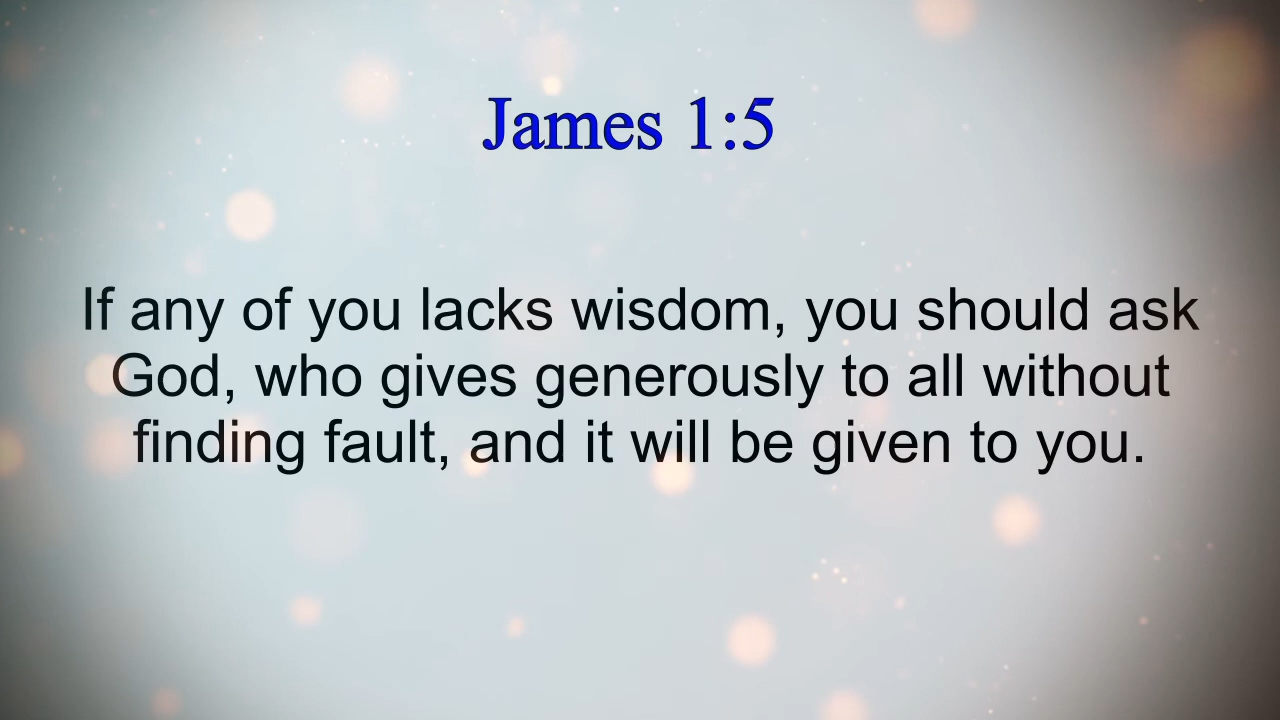 James 1:5
If any of you lacks wisdom, you should ask
God, who gives generously to all without
finding fault, and it will be given to you.